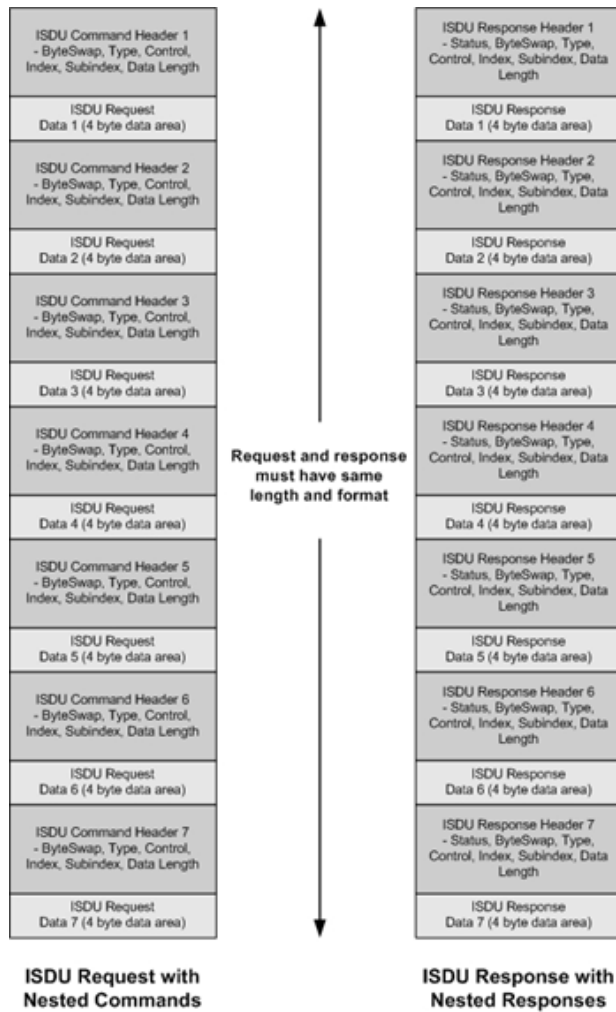 ISDU Command Header 1
- ByteSwap, Type, Control,
Index, Subindex, Data Length
ISDU Request
Data 1 (4 byte data area)
ISDU Command Header 2
- ByteSwap, Type, Control,
Index, Subindex, Data Length
ISDU Request
Data 2 (4 byte data area)
ISDU Command Header 3
- ByteSwap, Type, Control,
Index, Subindex, Data Length
ISDU Request
Data 3 (4 byte data area)
ISDU Command Header 4
- ByteSwap, Type, Control,
Index, Subindex, Data Length
ISDU Request
Data 4 (4 byte data area)
ISDU Command Header 5
- ByteSwap, Type, Control,
Index, Subindex, Data Length
ISDU Request
Data 5 (4 byte data area)
ISDU Command Header 6
- ByteSwap, Type, Control,
Index, Subindex, Data Length
ISDU Request
Data 6 (4 byte data area)
ISDU Command Header 7
- ByteSwap, Type, Control,
Index, Subindex, Data Length
ISDU Request
Data 7 (4 byte data area)
ISDU Request with
Nested Commands
Request and response
must have same
length and format
ISDU Response Header 1
- Status, ByteSwap, Type,
Control, Index, Subindex, Data
Length
ISDU Response
Data 1 (4 byte data area)
ISDU Response Header 2
- Status, ByteSwap, Type,
Control, Index, Subindex, Data
Length
ISDU Response
Data 2 (4 byte data area)
ISDU Response Header 3
- Status, ByteSwap, Type,
Control, Index, Subindex, Data
Length
ISDU Response
Data 3 (4 byte data area)
ISDU Response Header 4
- Status, ByteSwap, Type,
Control, Index, Subindex, Data
Length
ISDU Response
Data 4 (4 byte data area)
ISDU Response Header 5
- Status, ByteSwap, Type,
Control, Index, Subindex, Data
Length
ISDU Response
Data 5 (4 byte data area)
ISDU Response Header 6
- Status, ByteSwap, Type,
Control, Index, Subindex, Data
Length
ISDU Response
Data 6 (4 byte data area)
ISDU Response Header 7
- Status, ByteSwap, Type,
Control, Index, Subindex, Data
Length
ISDU Response
Data 7 (4 byte data area)
ISDU Response with
Nested Responses